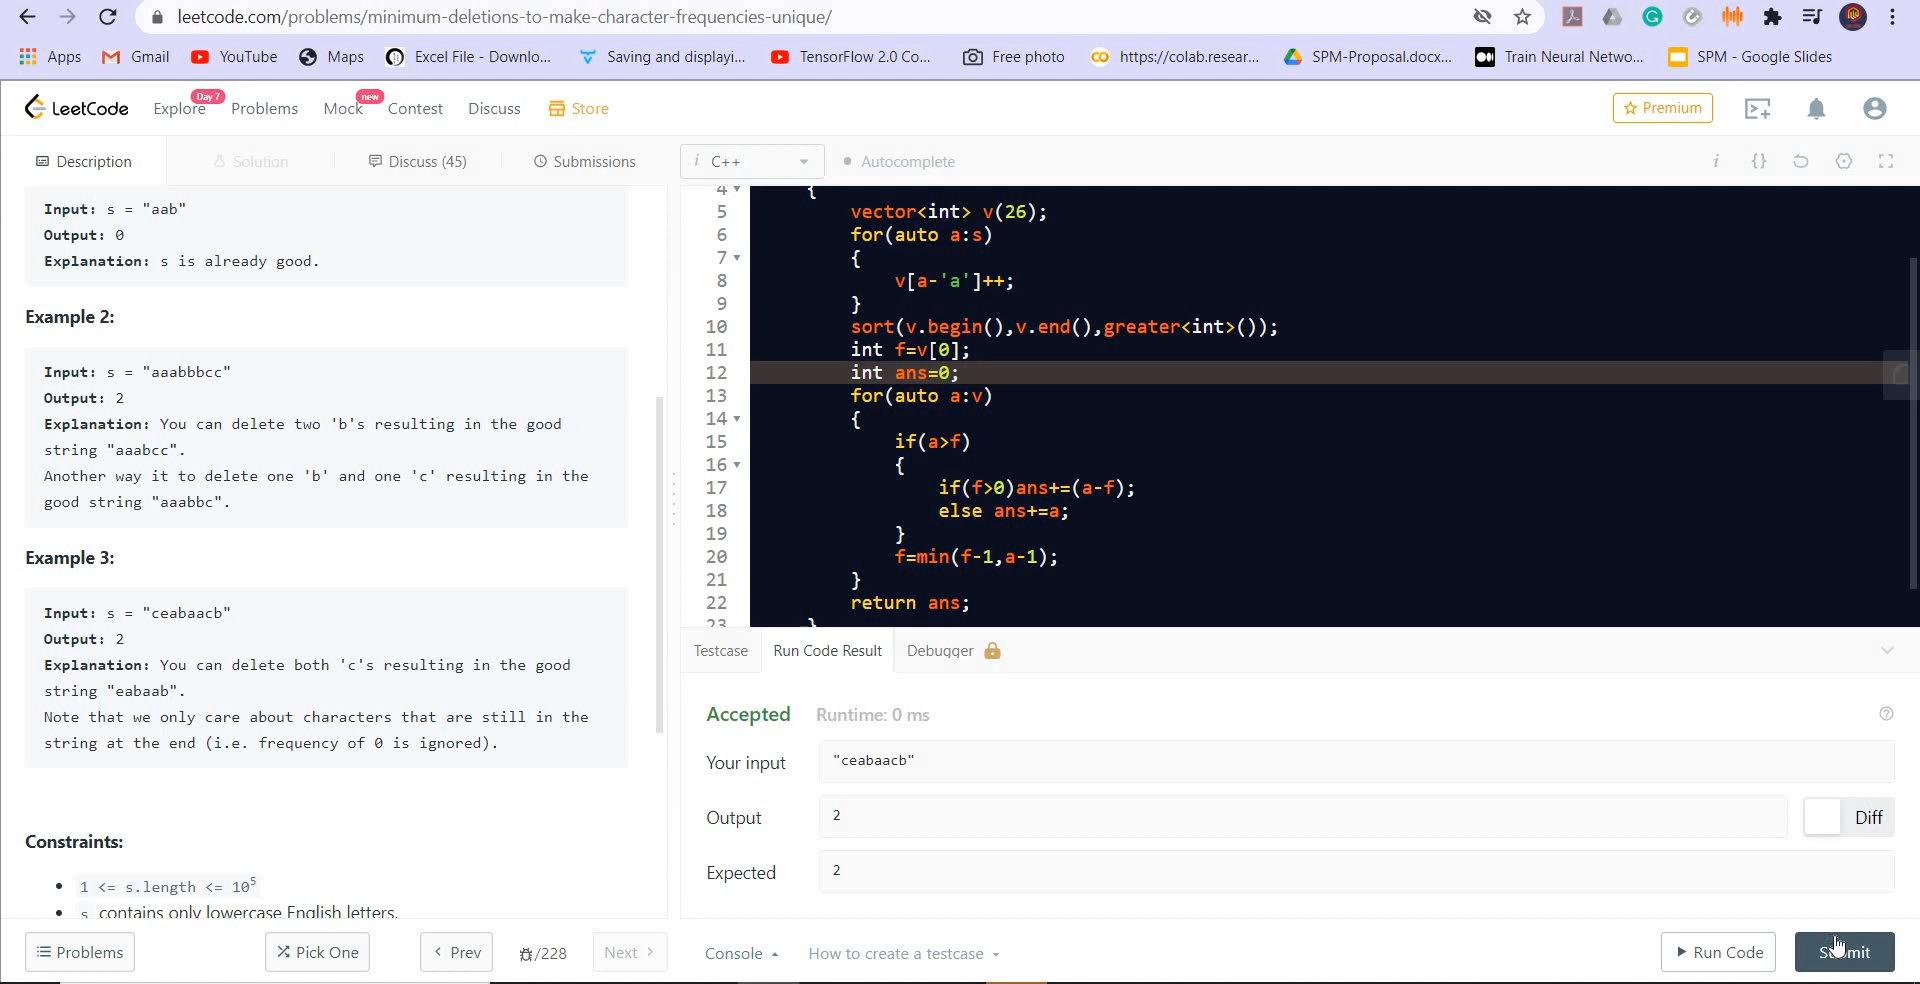 leetcode.com/problems/minimum-deletions-to-make-character-frequencies-unique/
Apps Gmail YouTube Maps Excel File - Downlo... Saving and displayi... TensorFlow 2.0 Co... Free photo https://colab.resear... SPM-Proposal.docx... Train Neural Netwo... SPM - Google Slides
LeetCode Explore Day 7 Problems Mock new Contest Discuss Store Premium
Description Solution Discuss (45) Submissions
i C++ Autocomplete
Input: s = "aab"
Output: 0
Explanation: s is already good.
Example 2:
Input: s = "aaabbbcc"
Output: 2
Explanation: You can delete two 'b's resulting in the good
string "aaabcc".
Another way it to delete one 'b' and one 'c' resulting in the
good string "aaabbc".
Example 3:
Input: s = "ceabaacb"
Output: 2
Explanation: You can delete both 'c's resulting in the good
string "eabaab".
Note that we only care about characters that are still in the
string at the end (i.e. frequency of 0 is ignored).
Constraints:
• 1 <= s.length <= 10⁵
• s contains only lowercase English letters.
Problems Pick One Prev /228 Next
4 {
5 vector<int> v(26);
6 for(auto a:s)
7 {
8 v[a-'a']++;
9 }
10 sort(v.begin(),v.end(),greater<int>());
11 int f=v[0];
12 int ans=0;
13 for(auto a:v)
14 {
15 if(a>f)
16 {
17 if(f>0)ans+=(a-f);
18 else ans+=a;
19 }
20 f=min(f-1,a-1);
21 }
22 return ans;
23 }
Testcase Run Code Result Debugger
Accepted Runtime: 0 ms
Your input "ceabaacb"
Output 2 Diff
Expected 2
Console How to create a testcase Run Code Submit